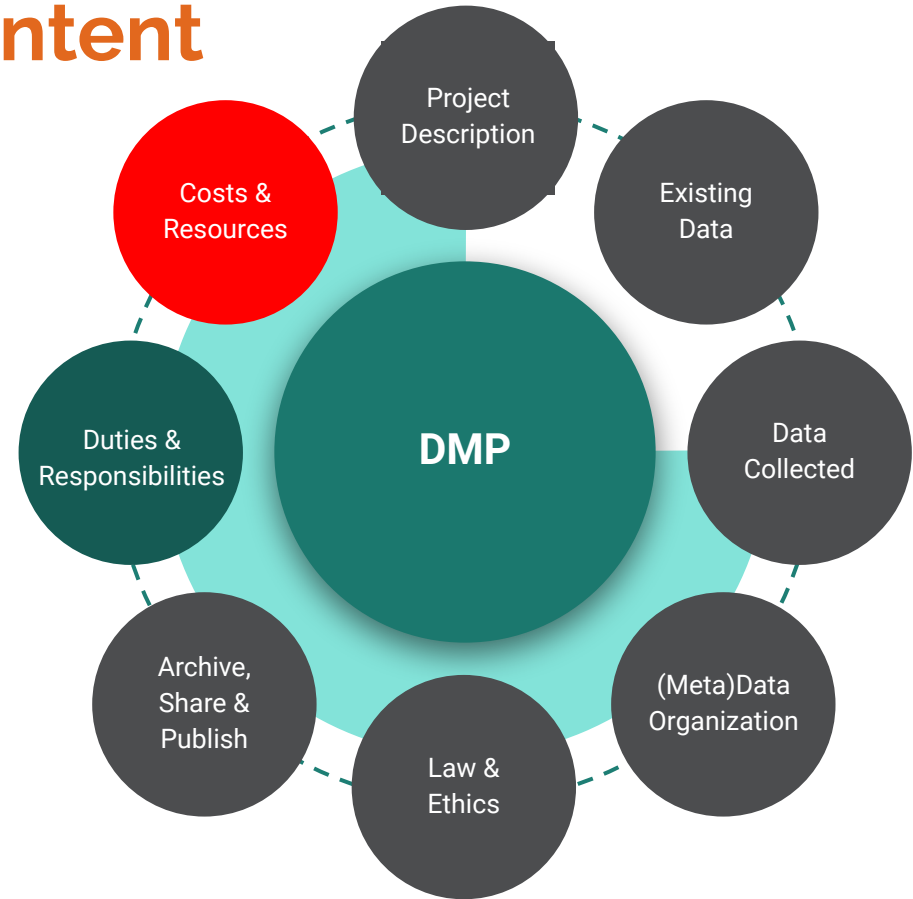 ntent
Project
Description
Existing
Data
Data
Collected
(Meta)Data
Organization
Law &
Ethics
Archive,
Share &
Publish
Duties &
Responsibilities
Costs &
Resources
DMP